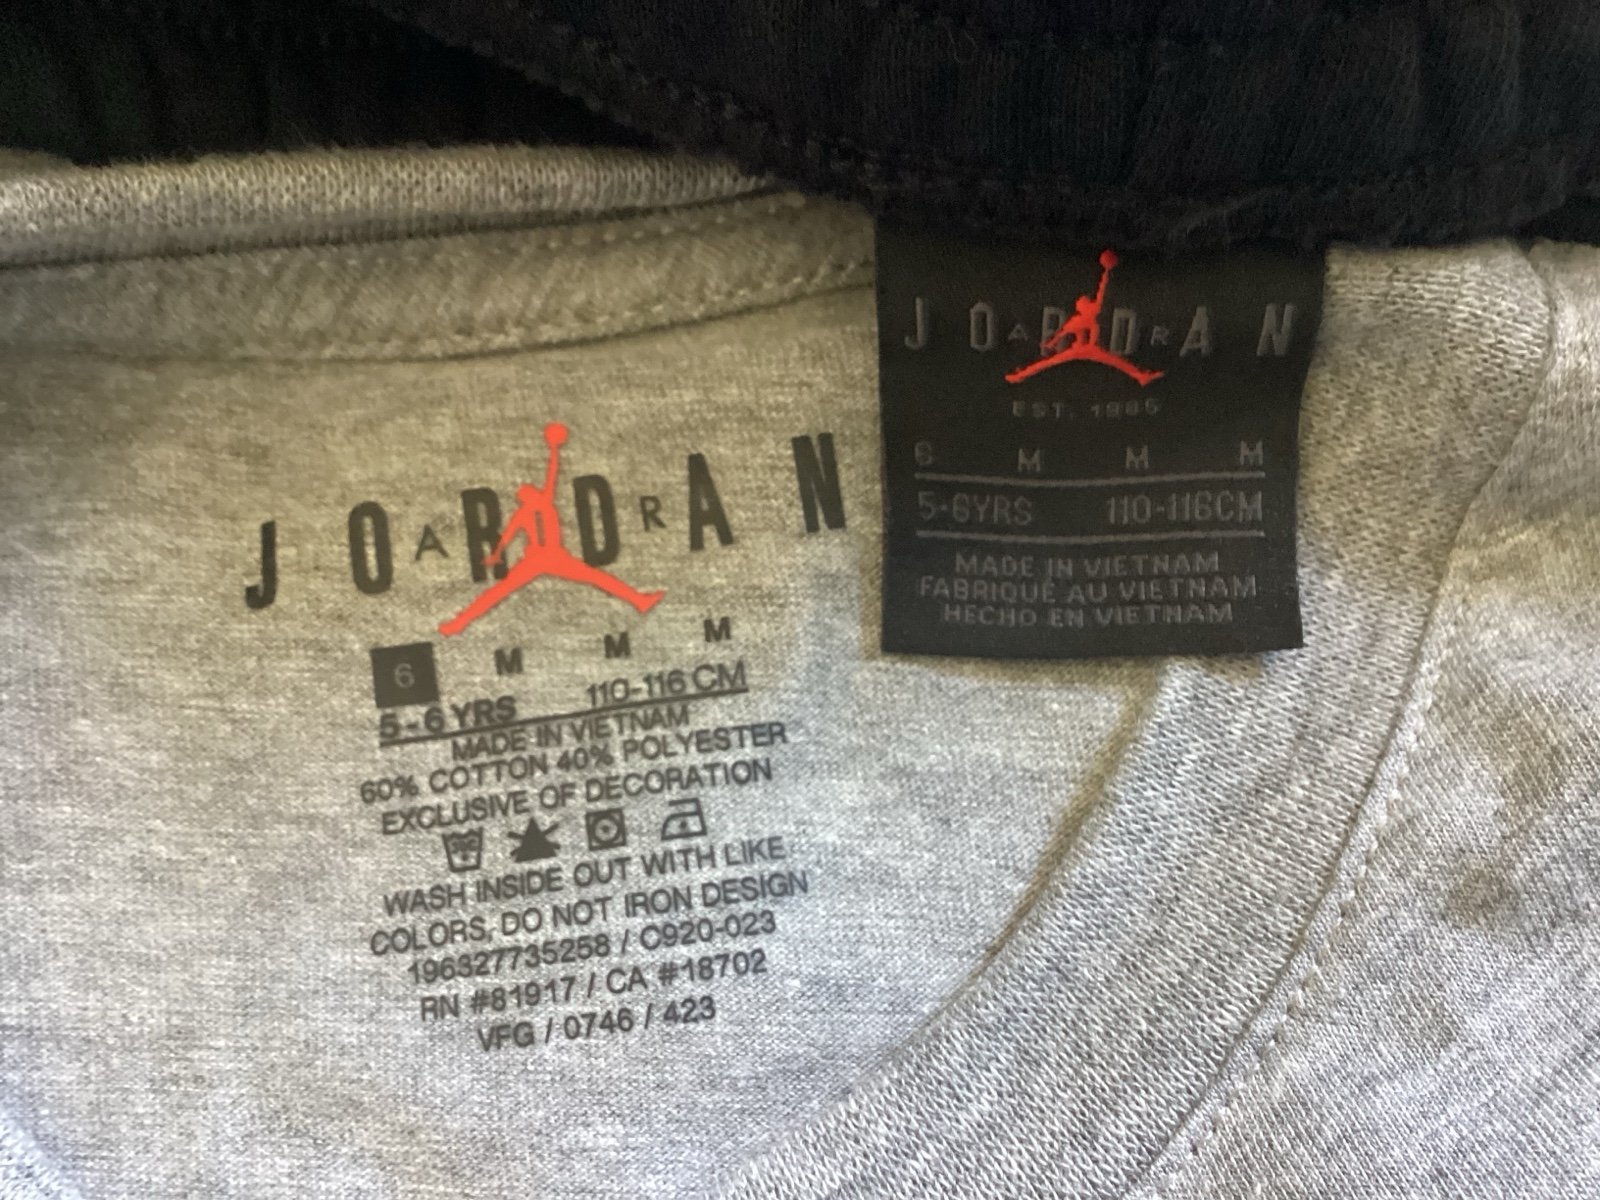 JORDAN
AIR
6 M M M
5-6 YRS 110-116 CM
MADE IN VIETNAM
60% COTTON 40% POLYESTER
EXCLUSIVE OF DECORATION
WASH INSIDE OUT WITH LIKE
COLORS, DO NOT IRON DESIGN
196327735258 / C920-023
RN #81917 / CA #18702
VFG / 0746 / 423
JORDAN
AIR
EST. 1985
6 M M M
5-6YRS 110-116CM
MADE IN VIETNAM
FABRIQUÉ AU VIETNAM
HECHO EN VIETNAM